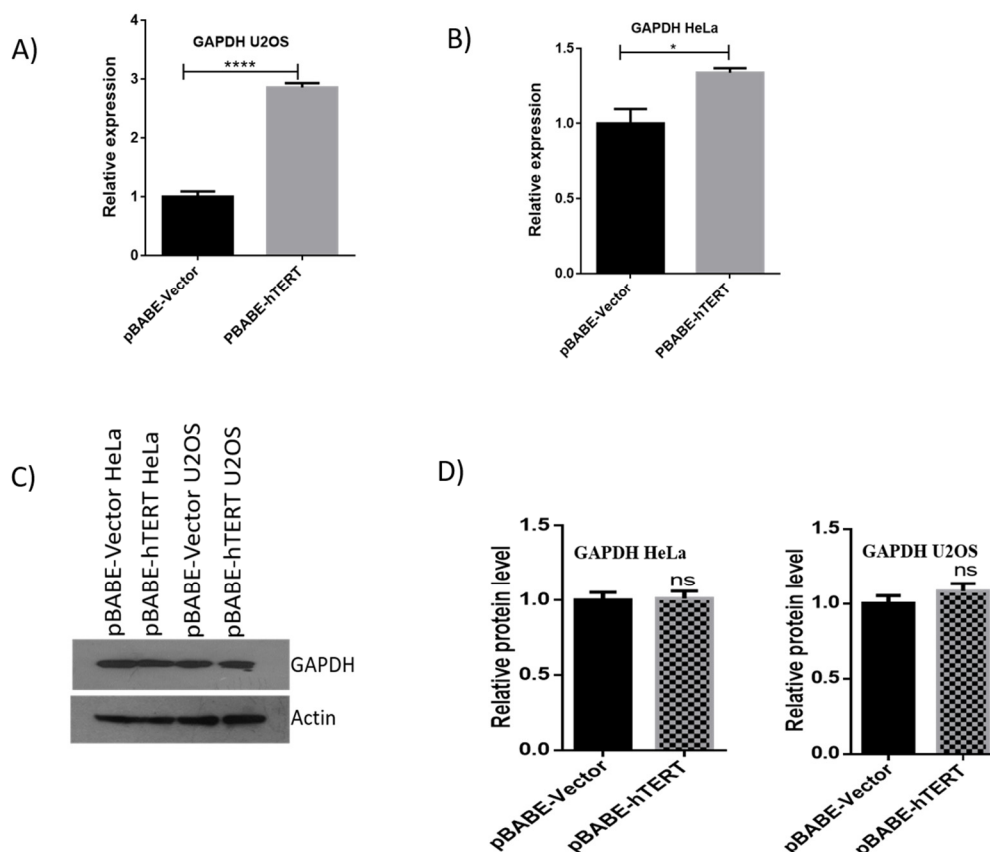 A)
GAPDH U2OS
****
Relative expression
4
3
2
1
0
pBABE-Vector
PBABE-hTERT
B)
GAPDH HeLa
*
Relative expression
1.5
1.0
0.5
0.0
pBABE-Vector
PBABE-hTERT
C)
pBABE-Vector HeLa
pBABE-hTERT HeLa
pBABE-Vector U2OS
pBABE-hTERT U2OS
GAPDH
Actin
D)
GAPDH HeLa
ns
Relative protein level
1.5
1.0
0.5
0.0
pBABE-Vector
pBABE-hTERT
GAPDH U2OS
ns
Relative protein level
1.5
1.0
0.5
0.0
pBABE-Vector
pBABE-hTERT